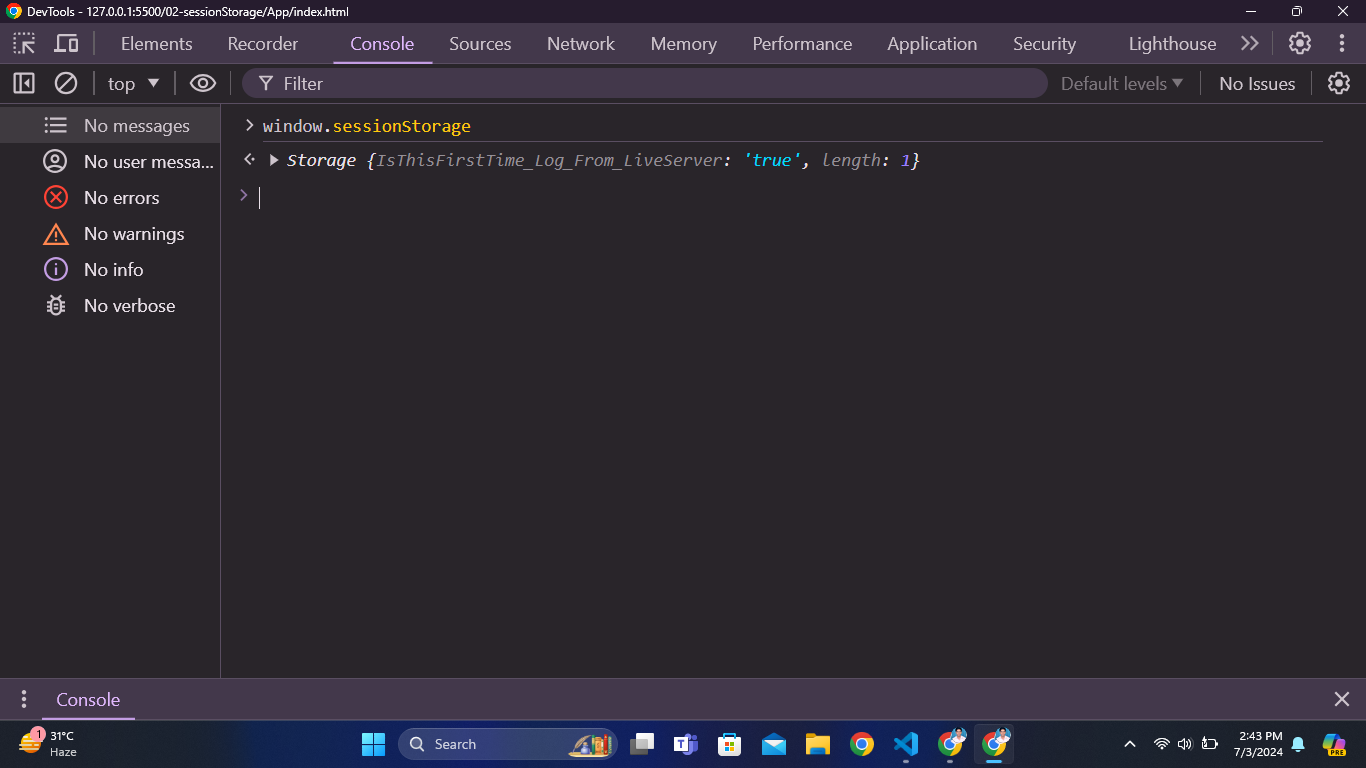 DevTools - 127.0.0.1:5500/02-sessionStorage/App/index.html
Elements Recorder Console Sources Network Memory Performance Application Security Lighthouse
top Filter Default levels No Issues
No messages
No user messa...
No errors
No warnings
No info
No verbose
window.sessionStorage
Storage {IsThisFirstTime_Log_From_LiveServer: 'true', length: 1}
Console
1
31°C
Haze
Search
T
2:43 PM
7/3/2024
PRE